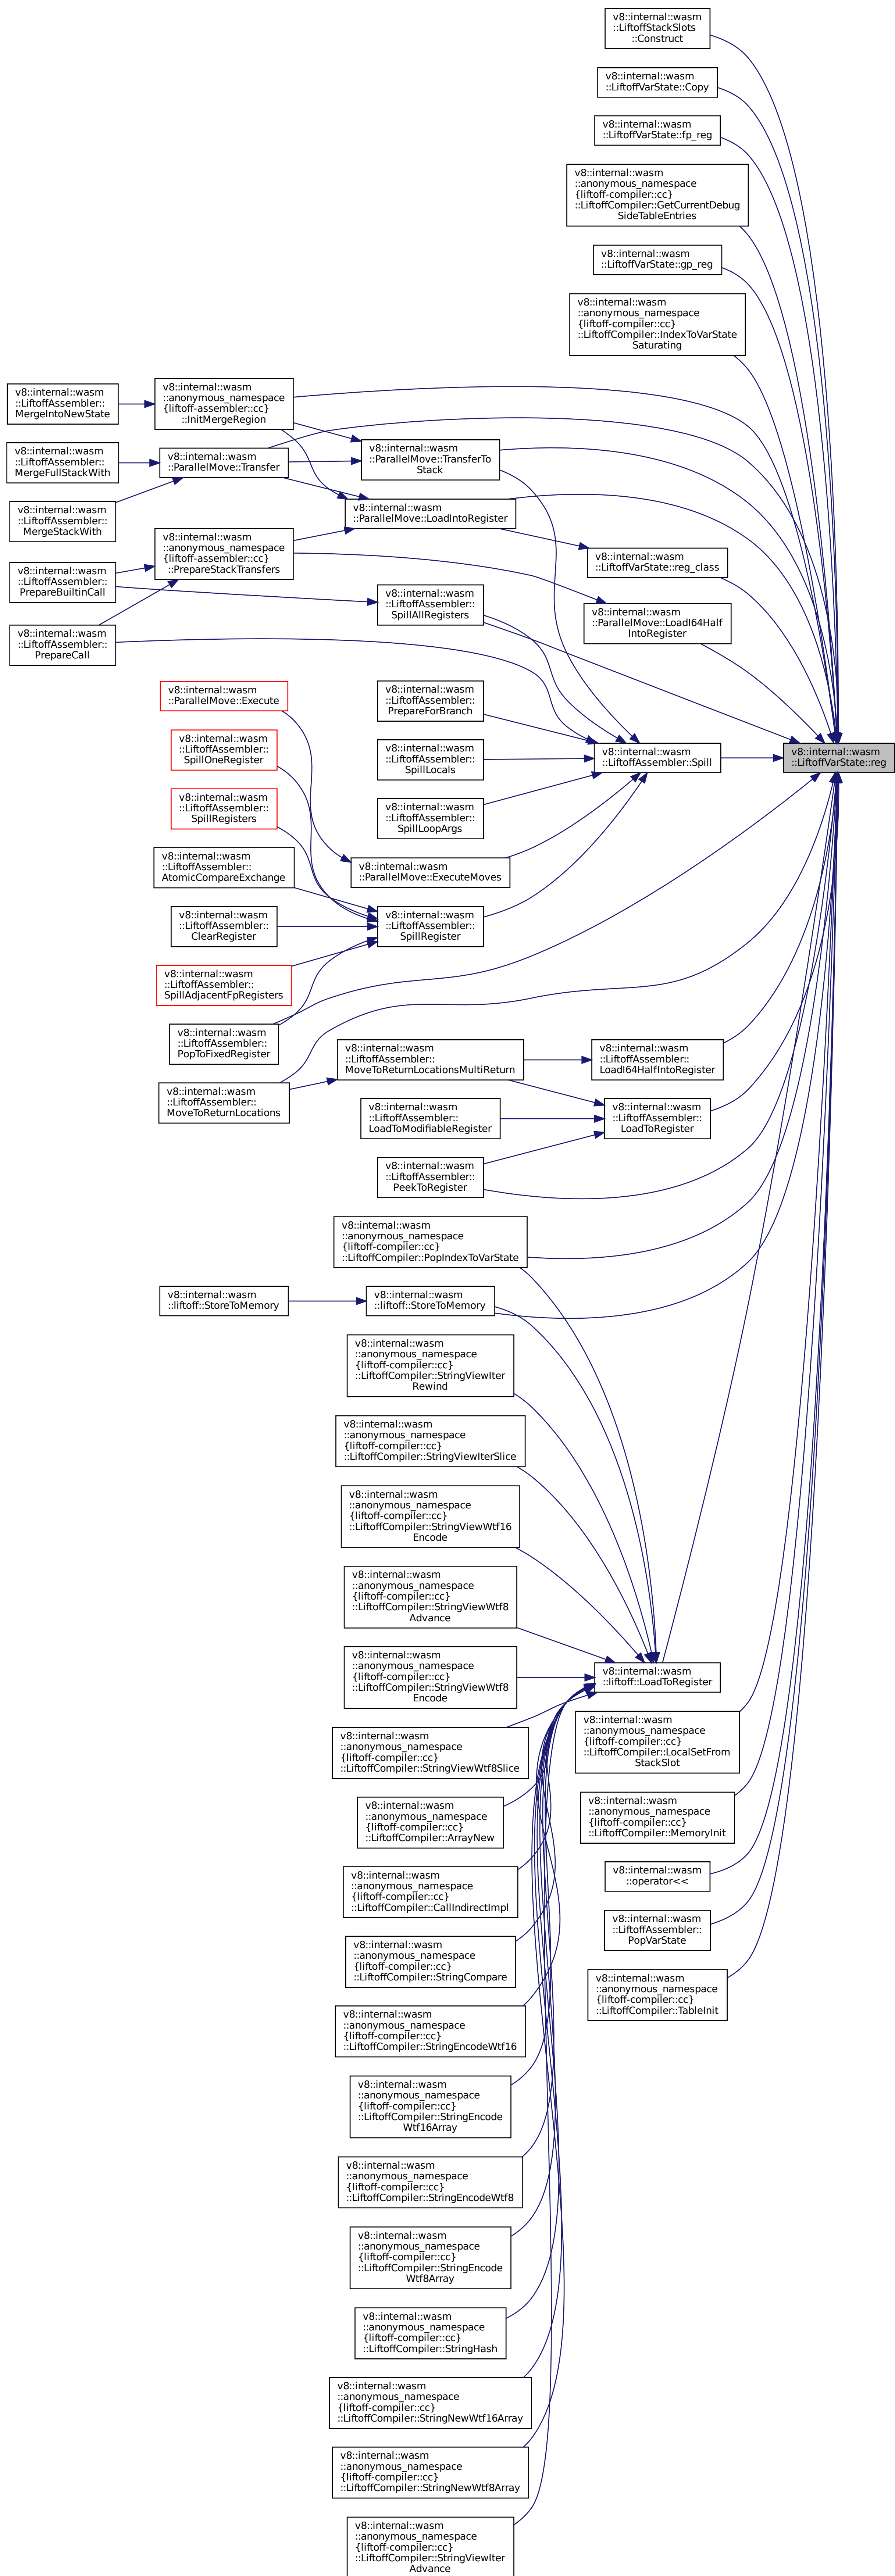 v8::internal::wasm
::LiftoffStackSlots
::Construct
v8::internal::wasm
::LiftoffVarState::Copy
v8::internal::wasm
::LiftoffVarState::fp_reg
v8::internal::wasm
::anonymous_namespace
{liftoff-compiler::cc}
::LiftoffCompiler::GetCurrentDebug
SideTableEntries
v8::internal::wasm
::LiftoffVarState::gp_reg
v8::internal::wasm
::anonymous_namespace
{liftoff-compiler::cc}
::LiftoffCompiler::IndexToVarState
Saturating
v8::internal::wasm
::LiftoffAssembler::
MergeIntoNewState
v8::internal::wasm
::anonymous_namespace
{liftoff-assembler::cc}
::InitMergeRegion
v8::internal::wasm
::LiftoffAssembler::
MergeFullStackWith
v8::internal::wasm
::ParallelMove::Transfer
v8::internal::wasm
::ParallelMove::TransferTo
Stack
v8::internal::wasm
::LiftoffAssembler::
MergeStackWith
v8::internal::wasm
::ParallelMove::LoadIntoRegister
v8::internal::wasm
::anonymous_namespace
{liftoff-assembler::cc}
::PrepareStackTransfers
v8::internal::wasm
::LiftoffVarState::reg_class
v8::internal::wasm
::LiftoffAssembler::
PrepareBuiltinCall
v8::internal::wasm
::LiftoffAssembler::
SpillAllRegisters
v8::internal::wasm
::ParallelMove::LoadI64Half
IntoRegister
v8::internal::wasm
::LiftoffAssembler::
PrepareCall
v8::internal::wasm
::ParallelMove::Execute
v8::internal::wasm
::LiftoffAssembler::
PrepareForBranch
v8::internal::wasm
::LiftoffAssembler::
SpillOneRegister
v8::internal::wasm
::LiftoffAssembler::
SpillLocals
v8::internal::wasm
::LiftoffAssembler::Spill
v8::internal::wasm
::LiftoffVarState::reg
v8::internal::wasm
::LiftoffAssembler::
SpillRegisters
v8::internal::wasm
::LiftoffAssembler::
SpillLoopArgs
v8::internal::wasm
::LiftoffAssembler::
AtomicCompareExchange
v8::internal::wasm
::ParallelMove::ExecuteMoves
v8::internal::wasm
::LiftoffAssembler::
ClearRegister
v8::internal::wasm
::LiftoffAssembler::
SpillRegister
v8::internal::wasm
::LiftoffAssembler::
SpillAdjacentFpRegisters
v8::internal::wasm
::LiftoffAssembler::
PopToFixedRegister
v8::internal::wasm
::LiftoffAssembler::
MoveToReturnLocationsMultiReturn
v8::internal::wasm
::LiftoffAssembler::
LoadI64HalfIntoRegister
v8::internal::wasm
::LiftoffAssembler::
MoveToReturnLocations
v8::internal::wasm
::LiftoffAssembler::
LoadToModifiableRegister
v8::internal::wasm
::LiftoffAssembler::
LoadToRegister
v8::internal::wasm
::LiftoffAssembler::
PeekToRegister
v8::internal::wasm
::anonymous_namespace
{liftoff-compiler::cc}
::LiftoffCompiler::PopIndexToVarState
v8::internal::wasm
::liftoff::StoreToMemory
v8::internal::wasm
::liftoff::StoreToMemory
v8::internal::wasm
::anonymous_namespace
{liftoff-compiler::cc}
::LiftoffCompiler::StringViewIter
Rewind
v8::internal::wasm
::anonymous_namespace
{liftoff-compiler::cc}
::LiftoffCompiler::StringViewIterSlice
v8::internal::wasm
::anonymous_namespace
{liftoff-compiler::cc}
::LiftoffCompiler::StringViewWtf16
Encode
v8::internal::wasm
::anonymous_namespace
{liftoff-compiler::cc}
::LiftoffCompiler::StringViewWtf8
Advance
v8::internal::wasm
::anonymous_namespace
{liftoff-compiler::cc}
::LiftoffCompiler::StringViewWtf8
Encode
v8::internal::wasm
::liftoff::LoadToRegister
v8::internal::wasm
::anonymous_namespace
{liftoff-compiler::cc}
::LiftoffCompiler::LocalSetFrom
StackSlot
v8::internal::wasm
::anonymous_namespace
{liftoff-compiler::cc}
::LiftoffCompiler::StringViewWtf8Slice
v8::internal::wasm
::anonymous_namespace
{liftoff-compiler::cc}
::LiftoffCompiler::MemoryInit
v8::internal::wasm
::anonymous_namespace
{liftoff-compiler::cc}
::LiftoffCompiler::ArrayNew
v8::internal::wasm
::operator<<
v8::internal::wasm
::anonymous_namespace
{liftoff-compiler::cc}
::LiftoffCompiler::CallIndirectImpl
v8::internal::wasm
::LiftoffAssembler::
PopVarState
v8::internal::wasm
::anonymous_namespace
{liftoff-compiler::cc}
::LiftoffCompiler::StringCompare
v8::internal::wasm
::anonymous_namespace
{liftoff-compiler::cc}
::LiftoffCompiler::TableInit
v8::internal::wasm
::anonymous_namespace
{liftoff-compiler::cc}
::LiftoffCompiler::StringEncodeWtf16
v8::internal::wasm
::anonymous_namespace
{liftoff-compiler::cc}
::LiftoffCompiler::StringEncode
Wtf16Array
v8::internal::wasm
::anonymous_namespace
{liftoff-compiler::cc}
::LiftoffCompiler::StringEncodeWtf8
v8::internal::wasm
::anonymous_namespace
{liftoff-compiler::cc}
::LiftoffCompiler::StringEncode
Wtf8Array
v8::internal::wasm
::anonymous_namespace
{liftoff-compiler::cc}
::LiftoffCompiler::StringHash
v8::internal::wasm
::anonymous_namespace
{liftoff-compiler::cc}
::LiftoffCompiler::StringNewWtf16Array
v8::internal::wasm
::anonymous_namespace
{liftoff-compiler::cc}
::LiftoffCompiler::StringNewWtf8Array
v8::internal::wasm
::anonymous_namespace
{liftoff-compiler::cc}
::LiftoffCompiler::StringViewIter
Advance